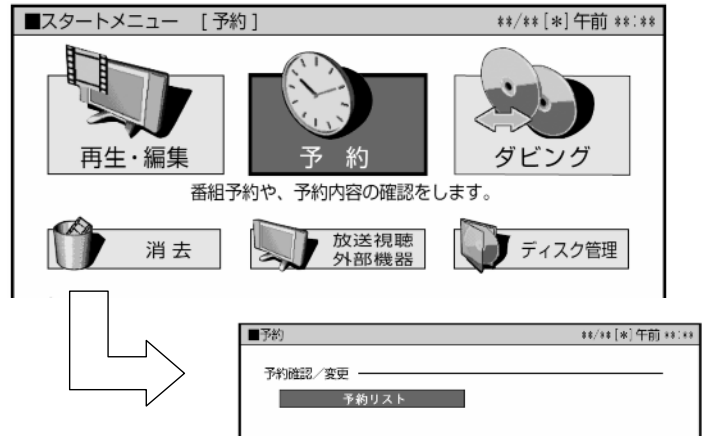 ■スタートメニュー [予約] **/**[*]午前 **:**
再生・編集 予 約 ダビング
番組予約や、予約内容の確認をします。
消 去 放送視聴 ディスク管理
外部機器
■予約 **/**[*]午前 **:**
予約確認／変更
予約リスト